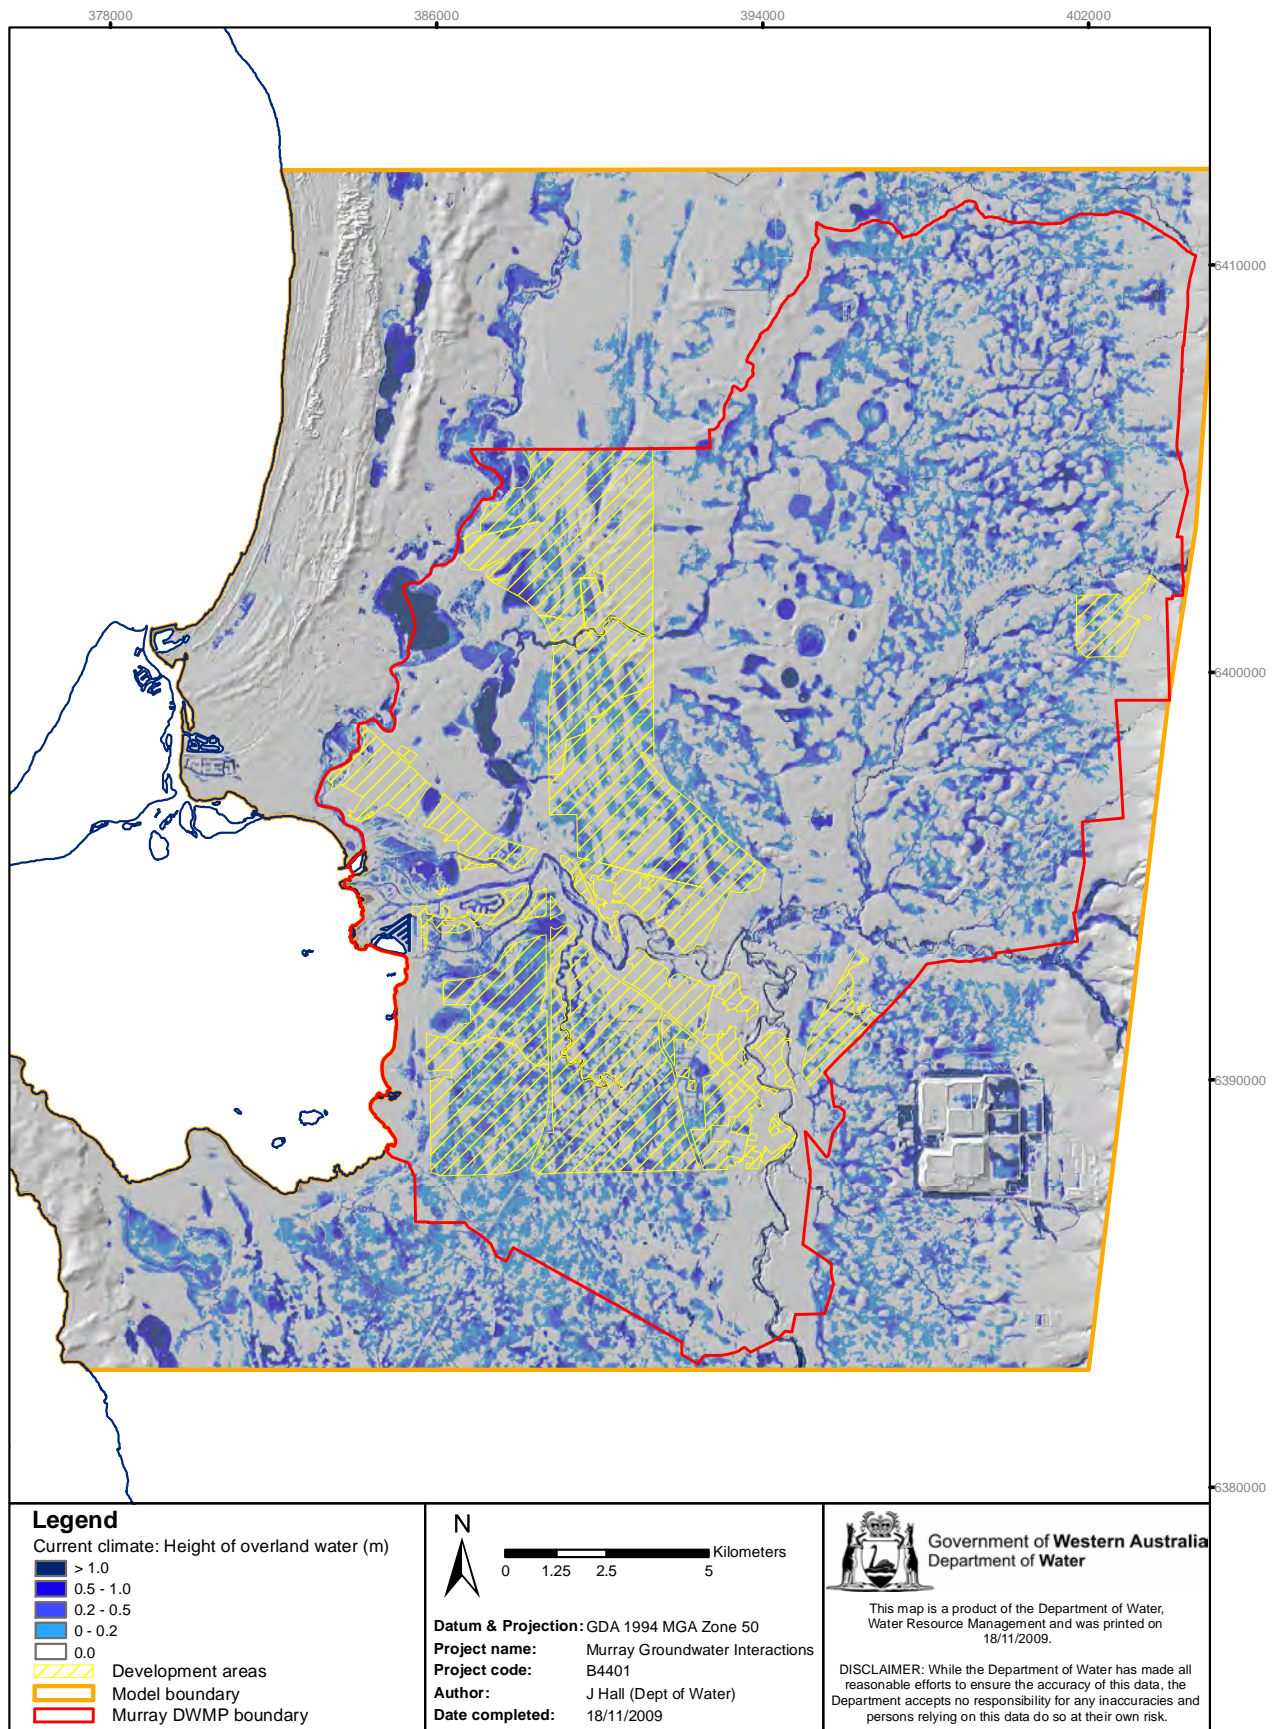 378000
386000
394000
402000
6410000
6400000
6390000
6380000
Legend
Current climate: Height of overland water (m)
> 1.0
0.5 - 1.0
0.2 - 0.5
0 - 0.2
0.0
Development areas
Model boundary
Murray DWMP boundary
N
Kilometers
0 1.25 2.5 5
Datum & Projection: GDA 1994 MGA Zone 50
Project name: Murray Groundwater Interactions
Project code: B4401
Author: J Hall (Dept of Water)
Date completed: 18/11/2009
Government of Western Australia
Department of Water
This map is a product of the Department of Water,
Water Resource Management and was printed on
18/11/2009.
DISCLAIMER: While the Department of Water has made all
reasonable efforts to ensure the accuracy of this data, the
Department accepts no responsibility for any inaccuracies and
persons relying on this data do so at their own risk.